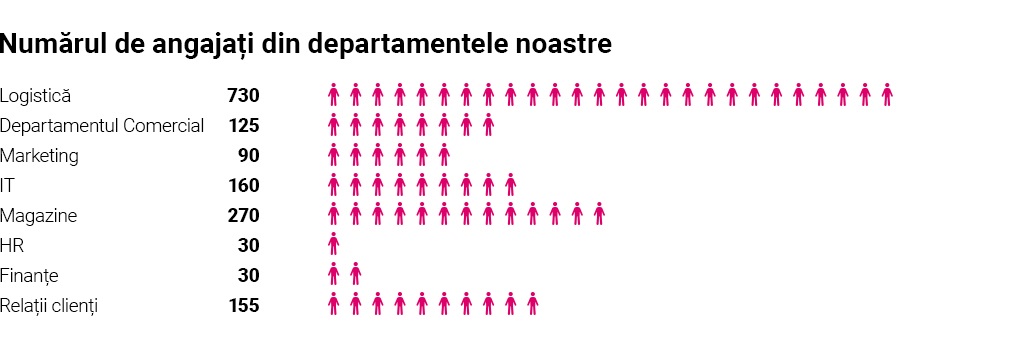 Numărul de angajați din departamentele noastre
Logistică 730
Departamentul Comercial 125
Marketing 90
IT 160
Magazine 270
HR 30
Finanțe 30
Relații clienți 155